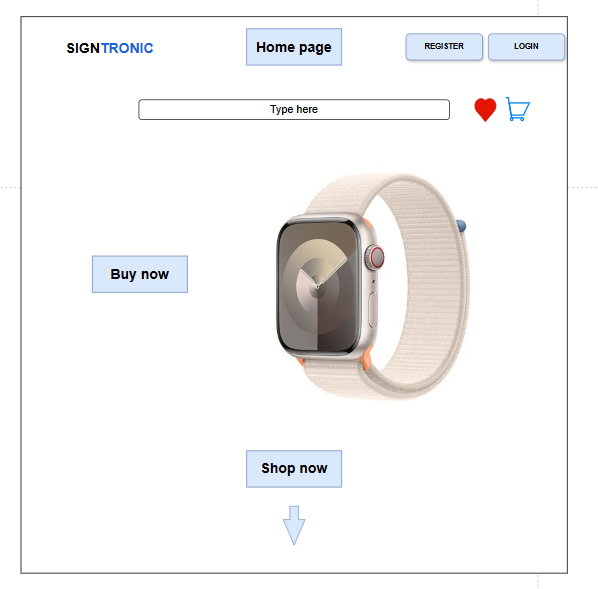 SIGNTRONIC
Home page
REGISTER
LOGIN
Type here
Buy now
Shop now